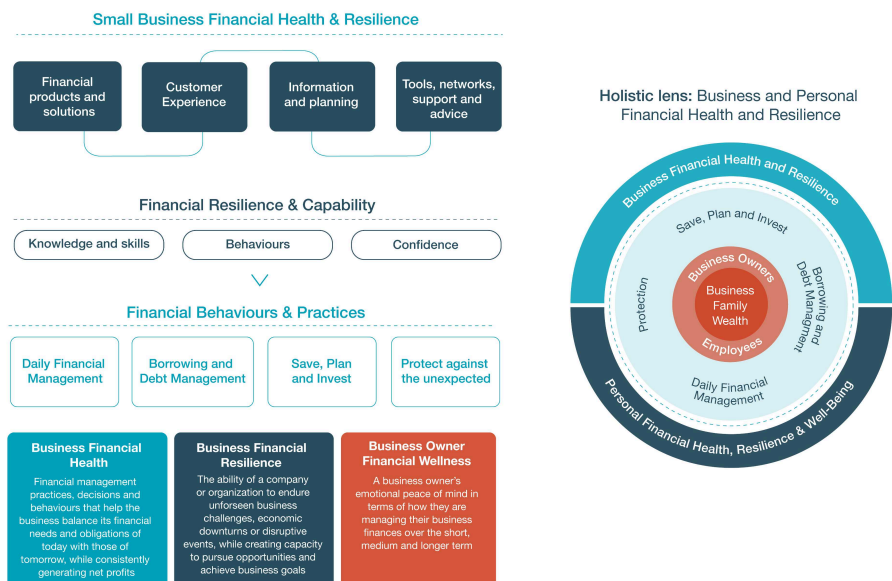 Small Business Financial Health & Resilience
Financial
products and
solutions
Customer
Experience
Information
and planning
Tools, networks,
support and
advice
Financial Resilience & Capability
Knowledge and skills
Behaviours
Confidence
Financial Behaviours & Practices
Daily Financial
Management
Borrowing and
Debt Management
Save, Plan
and Invest
Protect against
the unexpected
Business Financial
Health
Financial management
practices, decisions and
behaviours that help the
business balance its financial
needs and obligations of
today with those of
tomorrow, while consistently
generating net profits
Business Financial
Resilience
The ability of a company
or organization to endure
unforseen business
challenges, economic
downturns or disruptive
events, while creating capacity
to pursue opportunities and
achieve business goals
Business Owner
Financial Wellness
A business owner's
emotional peace of mind in
terms of how they are
managing their business
finances over the short,
medium and longer term
Holistic lens: Business and Personal
Financial Health and Resilience
Business Financial Health and Resilience
Save, Plan and Invest
Protection
Business Owners
Business
Family
Wealth
Employees
Borrowing and
Debt Managment
Daily Financial
Management
Personal Financial Health, Resilience & Well-Being